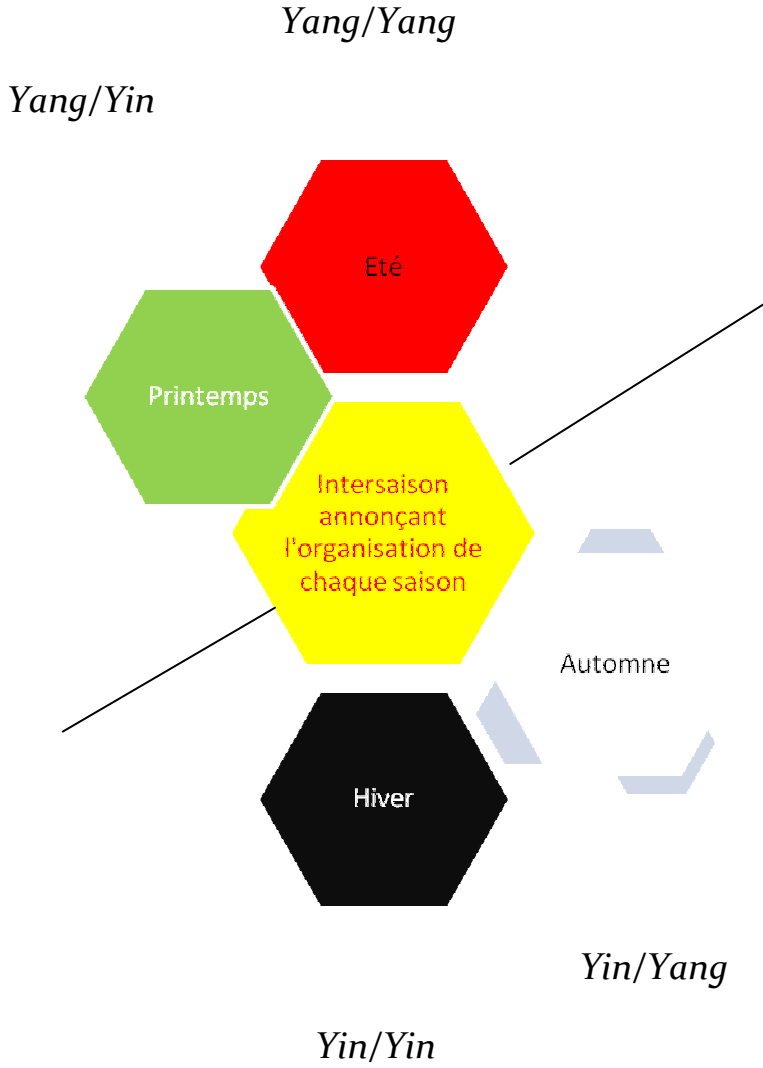 Yang/Yang
Yang/Yin
Eté
Printemps
Intersaison
annonçant
l'organisation de
chaque saison
Automne
Hiver
Yin/Yang
Yin/Yin